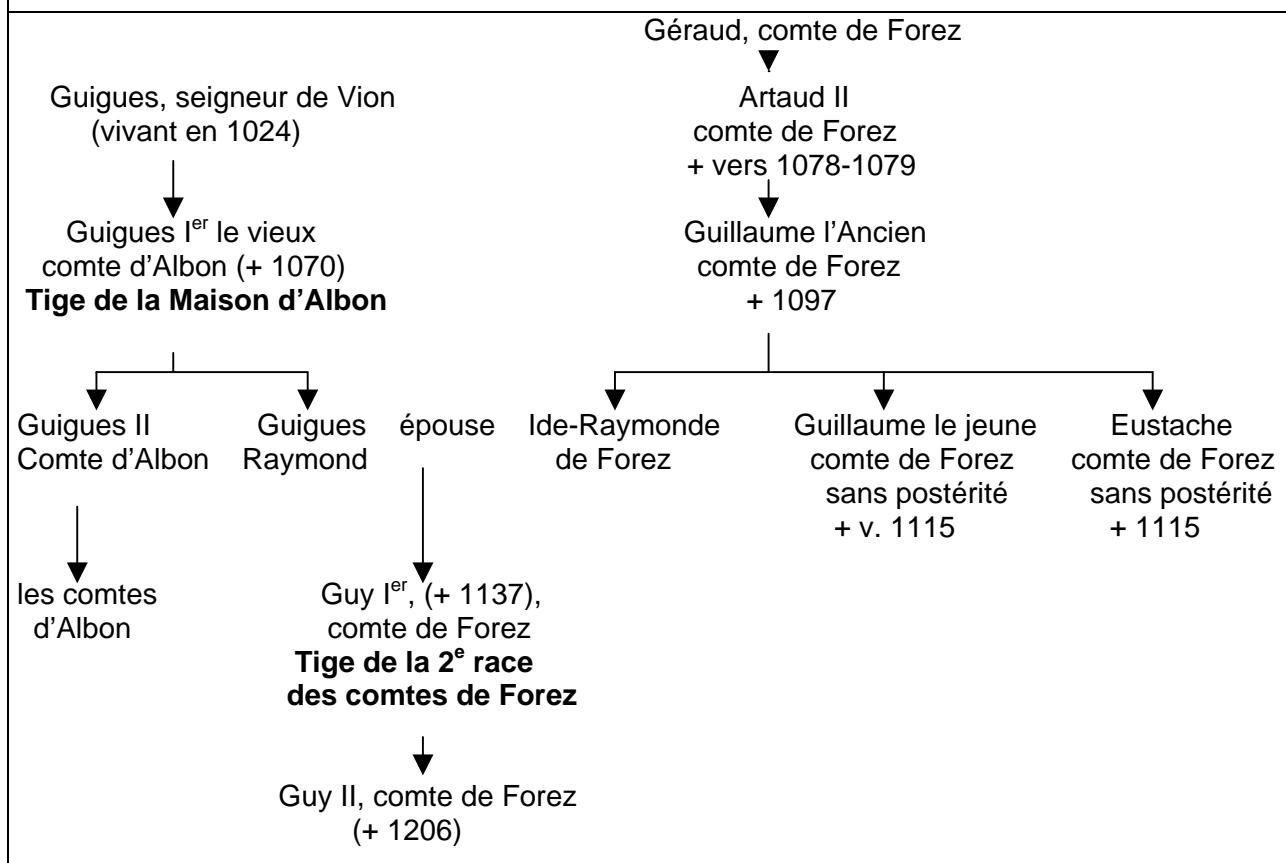 Géraud, comte de Forez
Guigues, seigneur de Vion
(vivant en 1024)
Artaud II
comte de Forez
+ vers 1078-1079
Guigues Ier le vieux
comte d’Albon (+ 1070)
Tige de la Maison d’Albon
Guillaume l’Ancien
comte de Forez
+ 1097
Guigues II
Comte d’Albon
Guigues
Raymond
épouse
Ide-Raymonde
de Forez
Guillaume le jeune
comte de Forez
sans postérité
+ v. 1115
Eustache
comte de Forez
sans postérité
+ 1115
les comtes
d’Albon
Guy Ier, (+ 1137),
comte de Forez
Tige de la 2e race
des comtes de Forez
Guy II, comte de Forez
(+ 1206)